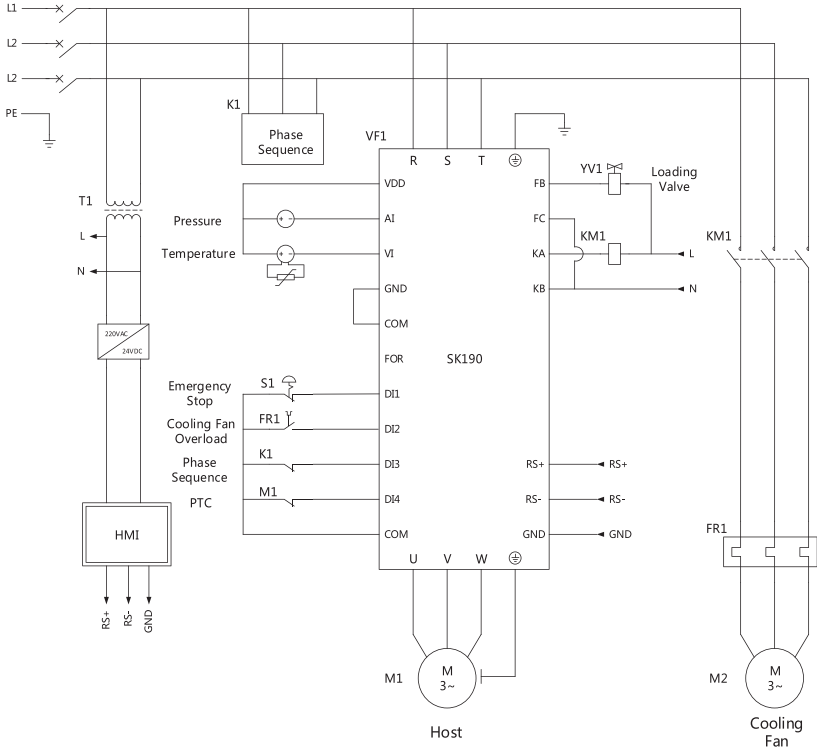 L1
L2
L2
PE
K1
Phase
Sequence
VF1
R S T
T1
L
N
220VAC
24VDC
HMI
RS+
RS-
GND
Pressure
Temperature
Emergency
Stop
S1
Cooling Fan
Overload
FR1
Phase
Sequence
K1
PTC
M1
VDD
AI
VI
GND
COM
FOR
DI1
DI2
DI3
DI4
COM
SK190
FB
FC
KA
KB
RS+
RS-
GND
U V W
YV1
Loading
Valve
KM1
L
N
RS+
RS-
GND
M1
M
3~
Host
KM1
FR1
M2
M
3~
Cooling
Fan